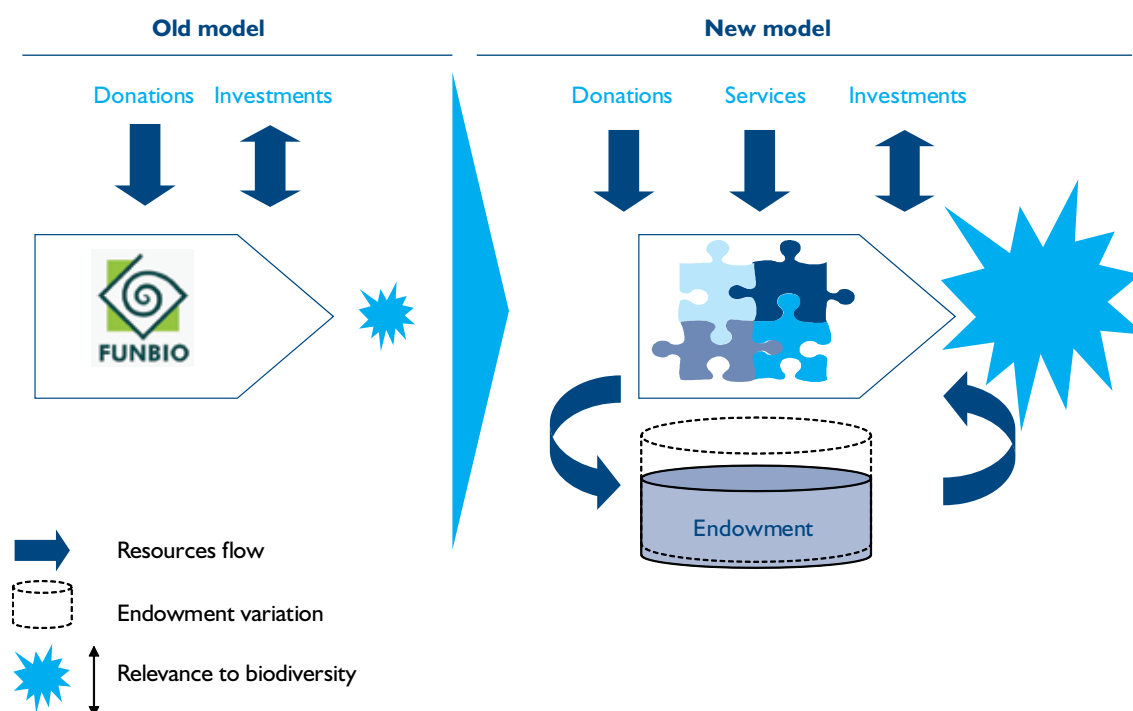 Old model
New model
Donations
Investments
Donations
Services
Investments
FUNBIO
Endowment
Resources flow
Endowment variation
Relevance to biodiversity